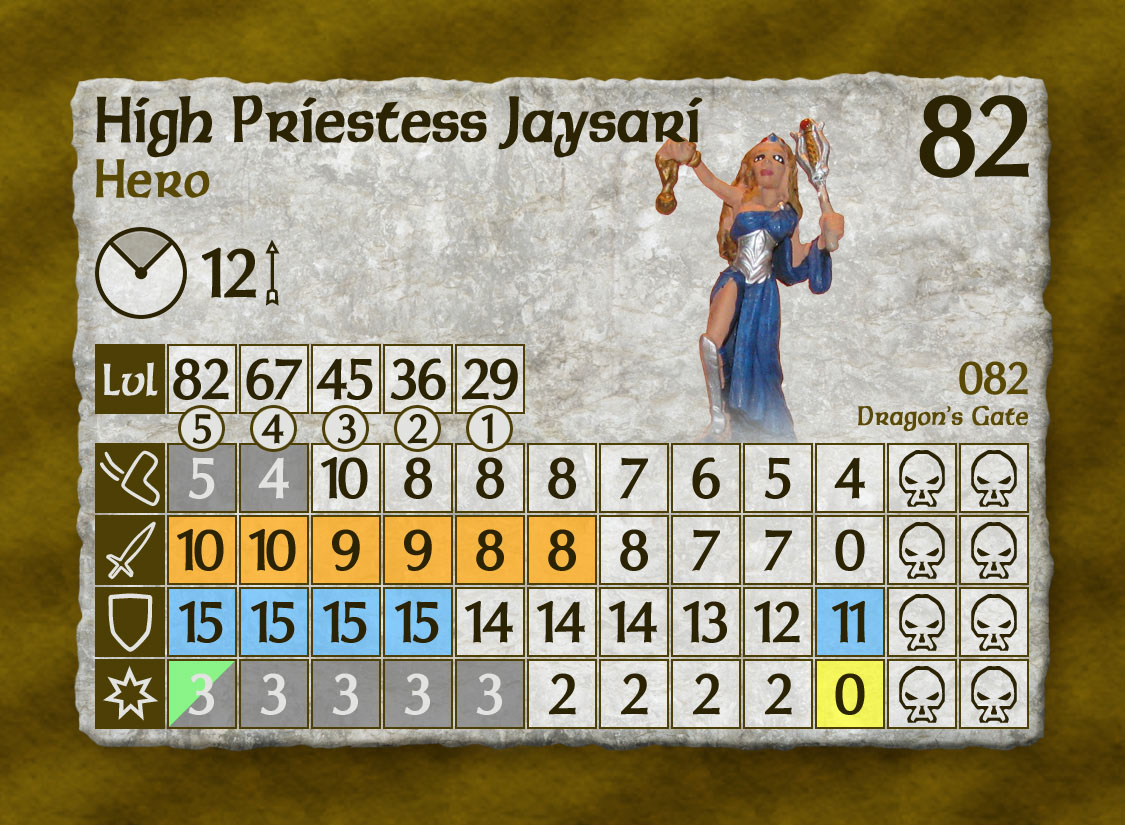 High Priestess Jaysari
82
Hero
12
Lvl 82 67 45 36 29
5 4 3 2 1
082
Dragon's Gate
5 4 10 8 8 8 7 6 5 4
10 10 9 9 8 8 8 7 7 0
15 15 15 15 14 14 14 13 12 11
3 3 3 3 3 2 2 2 2 0